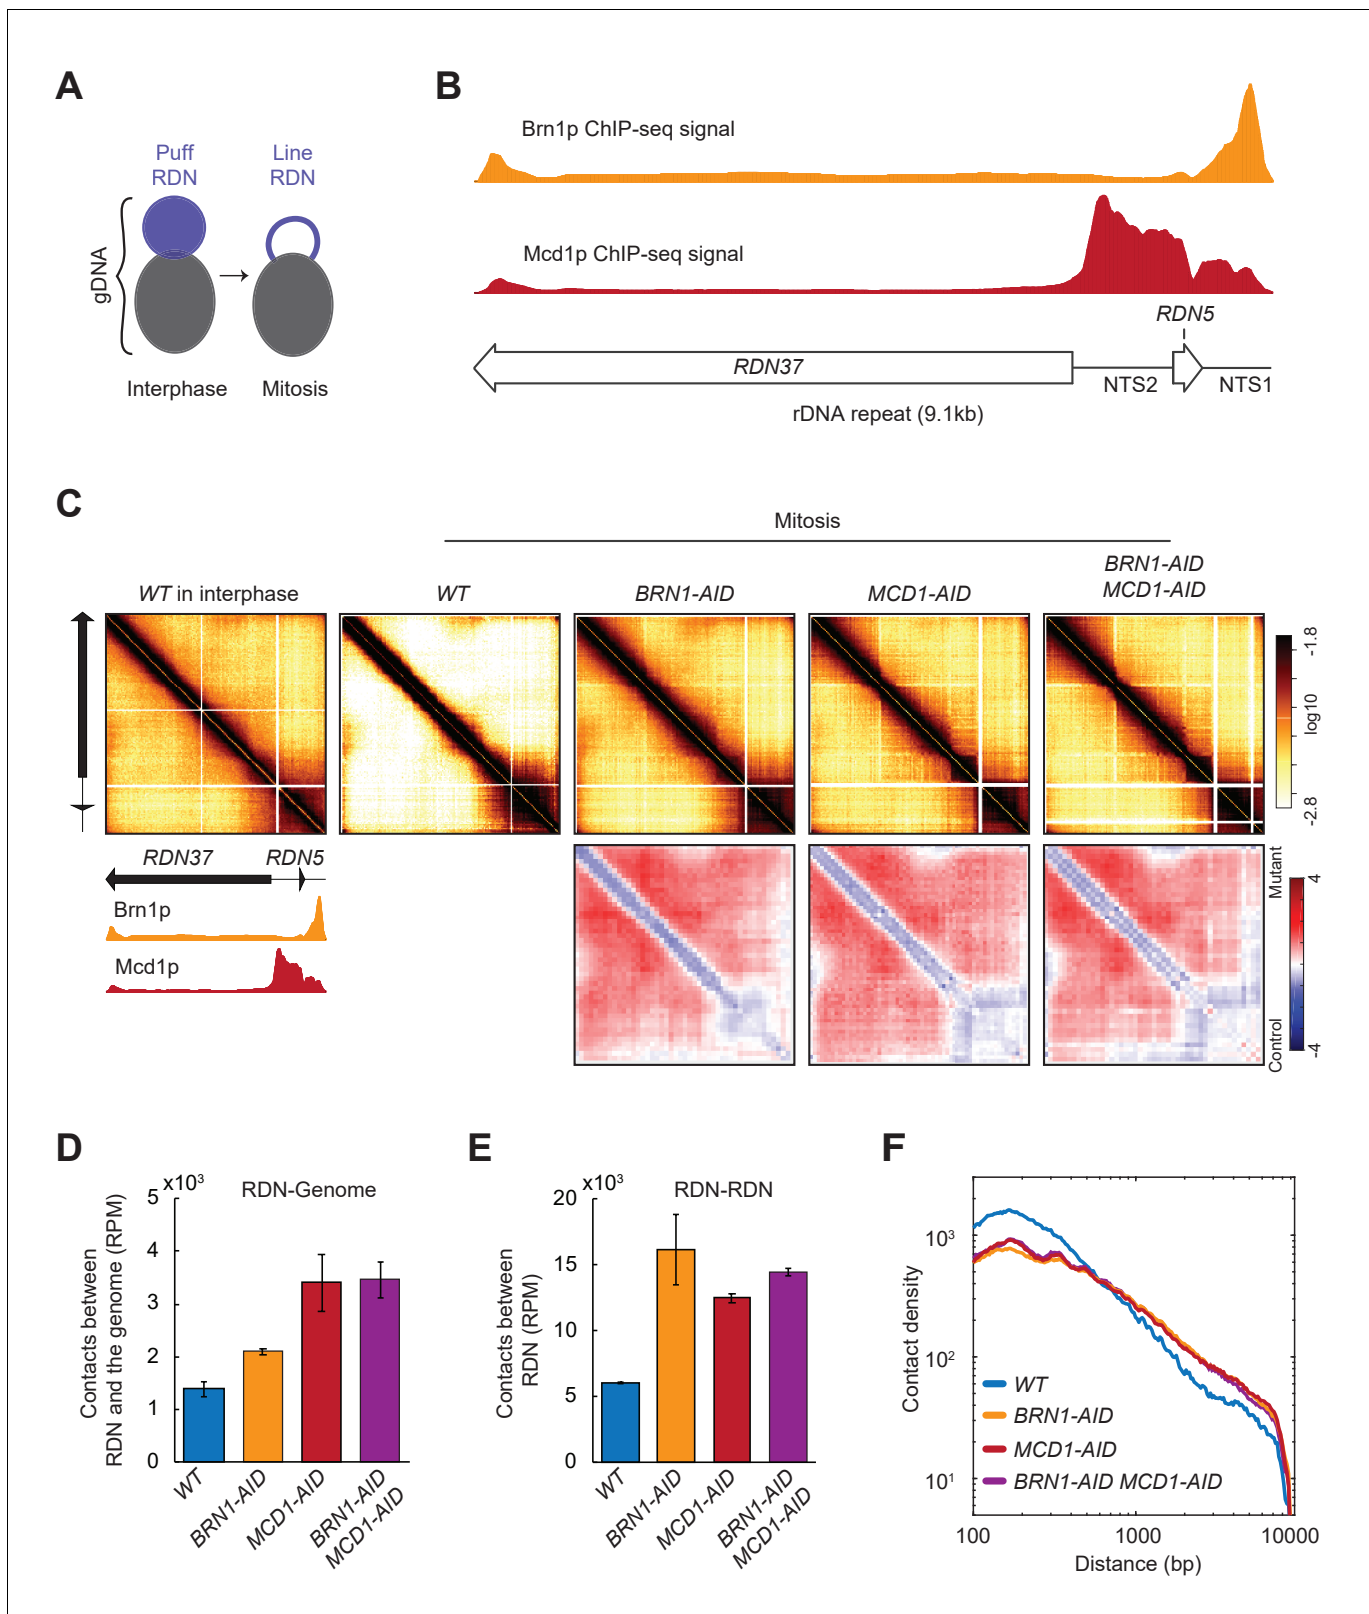 A
Puff
RDN
Line
RDN
gDNA
Interphase
Mitosis
B
Brn1p ChIP-seq signal
Mcd1p ChIP-seq signal
RDN5
RDN37
NTS2
NTS1
rDNA repeat (9.1kb)
C
Mitosis
WT in interphase
WT
BRN1-AID
MCD1-AID
BRN1-AID
MCD1-AID
-1.8
log10
-2.8
RDN37
RDN5
Brn1p
Mcd1p
Mutant
4
Control
-4
D
x10³
RDN-Genome
Contacts between
RDN and the genome (RPM)
5
4
3
2
1
0
WT
BRN1-AID
MCD1-AID
BRN1-AID
MCD1-AID
E
x10³
RDN-RDN
Contacts between
RDN (RPM)
20
15
10
5
0
WT
BRN1-AID
MCD1-AID
BRN1-AID
MCD1-AID
F
Contact density
10³
10²
10¹
WT
BRN1-AID
MCD1-AID
BRN1-AID MCD1-AID
100
1000
10000
Distance (bp)